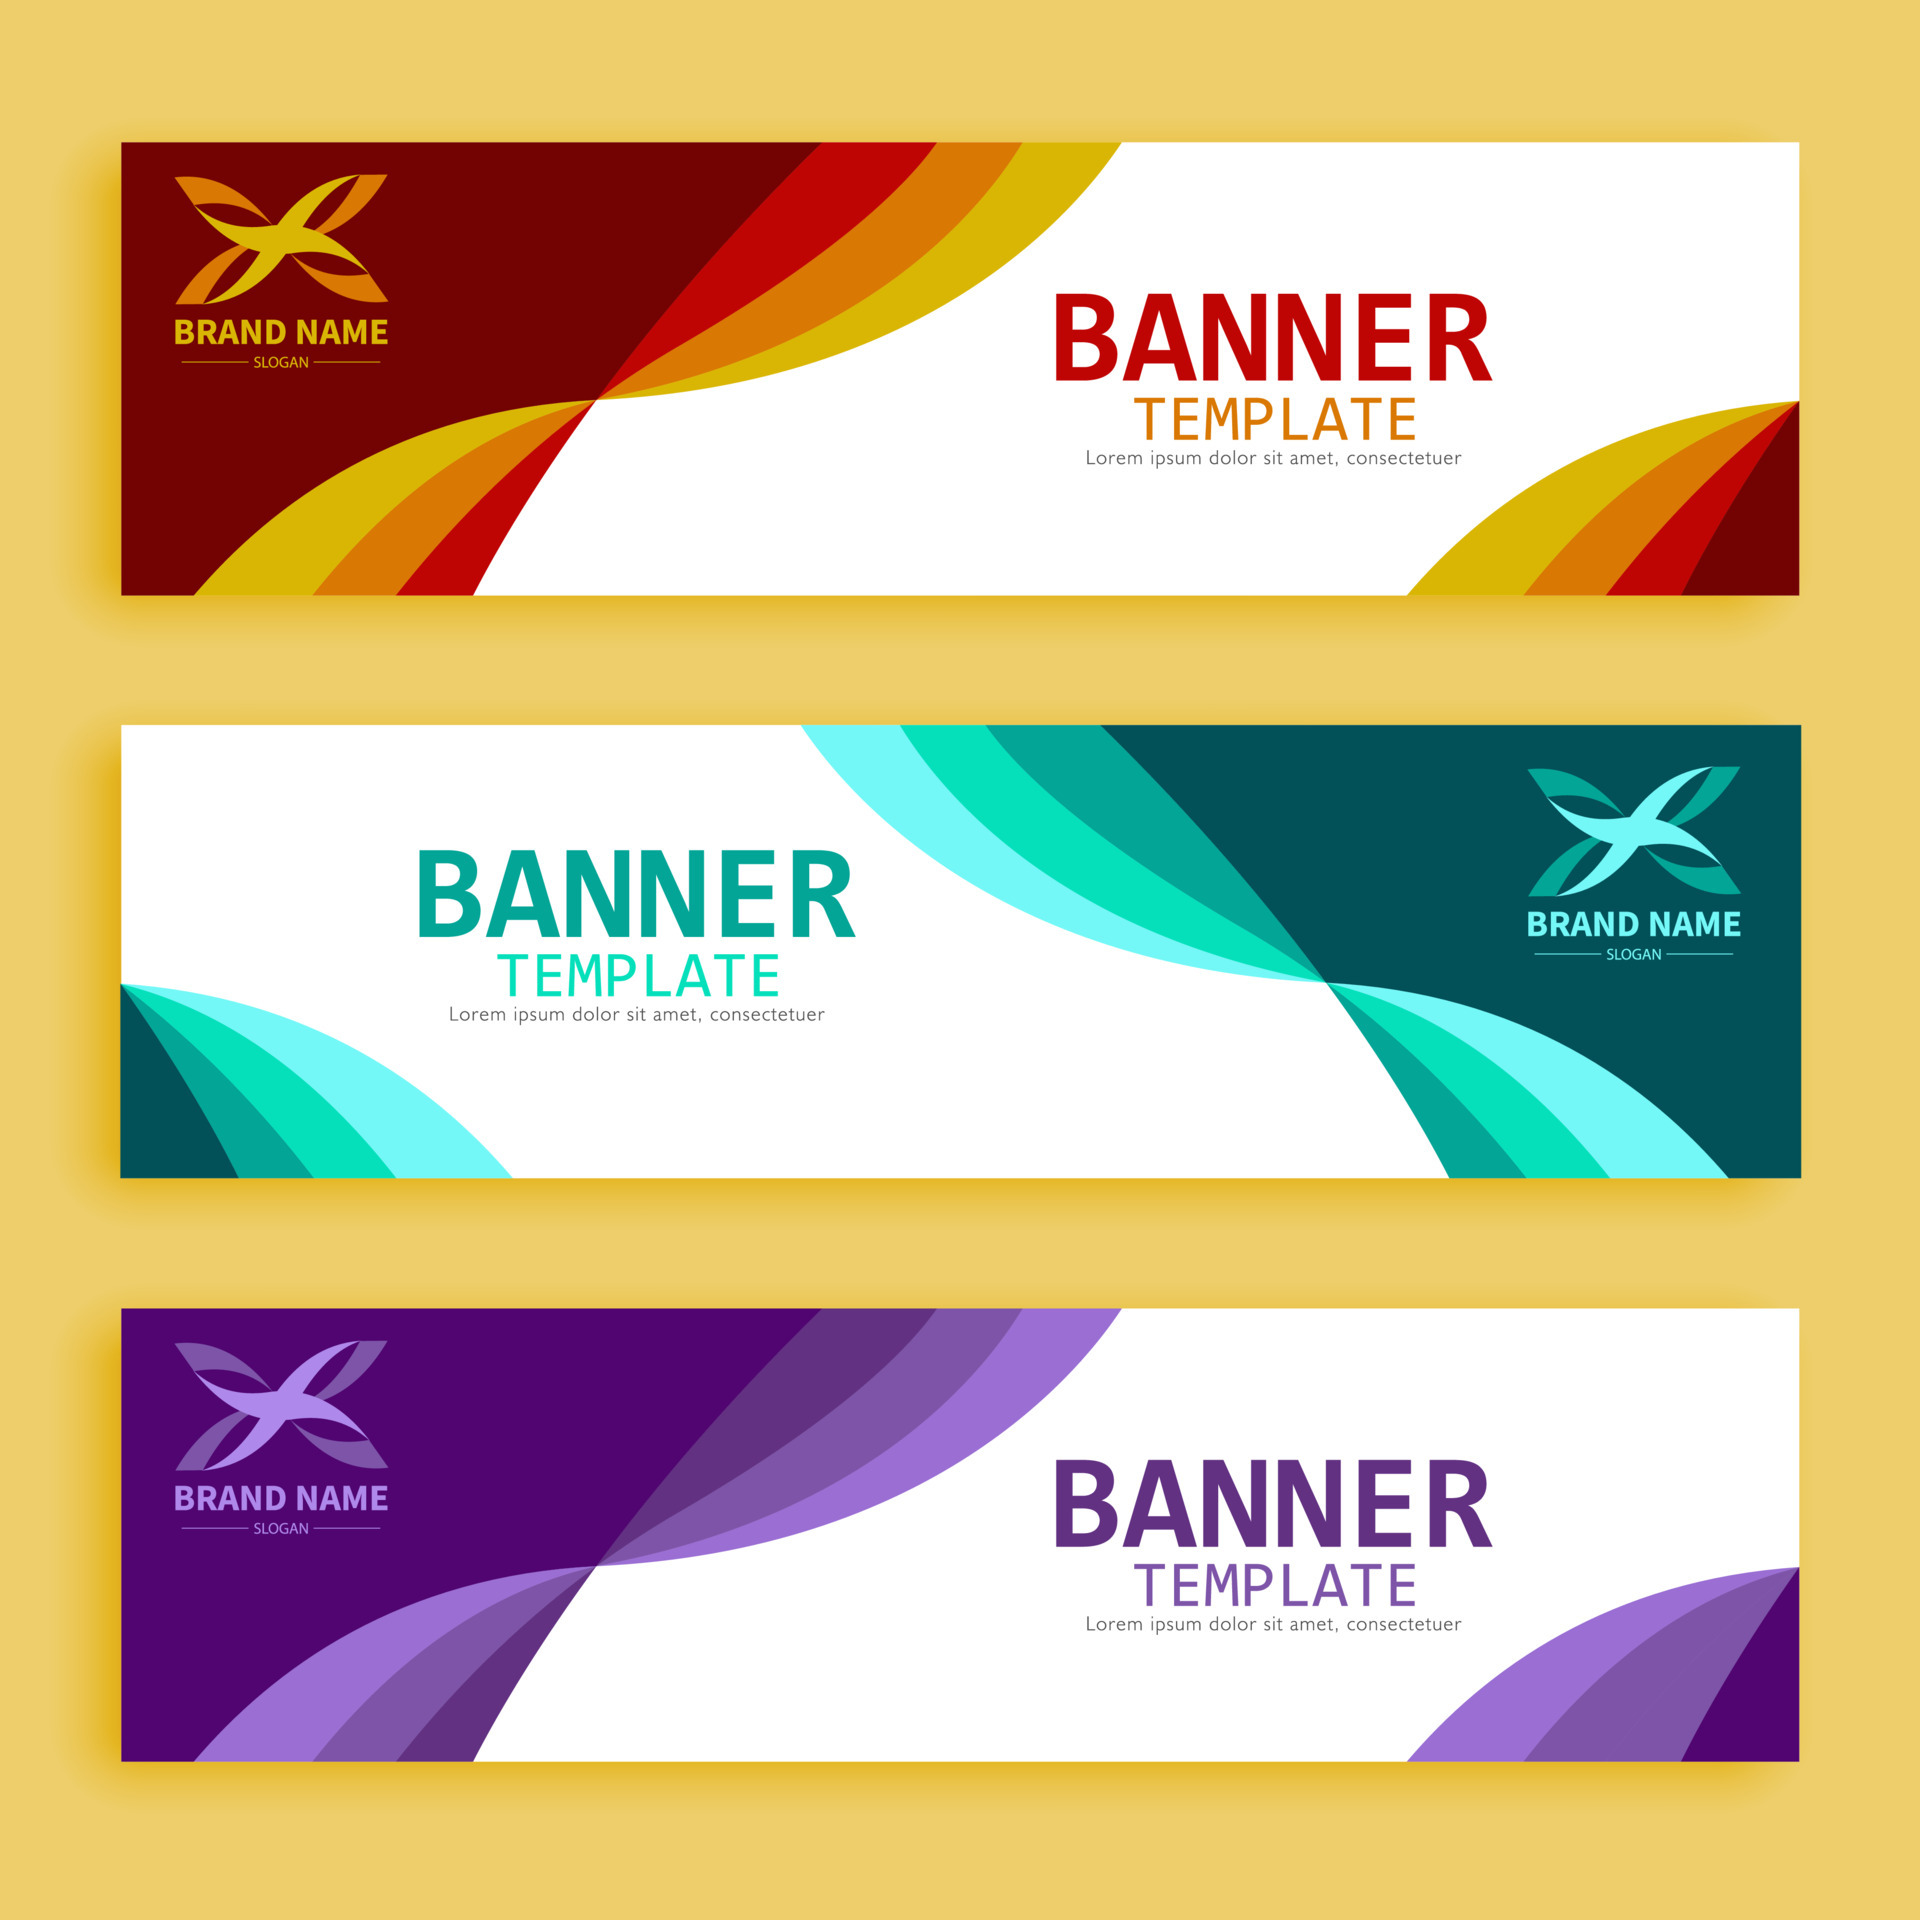 BRAND NAME
SLOGAN
BANNER
TEMPLATE
Lorem ipsum dolor sit amet, consectetuer
BANNER
TEMPLATE
Lorem ipsum dolor sit amet, consectetuer
BRAND NAME
SLOGAN
BRAND NAME
SLOGAN
BANNER
TEMPLATE
Lorem ipsum dolor sit amet, consectetuer